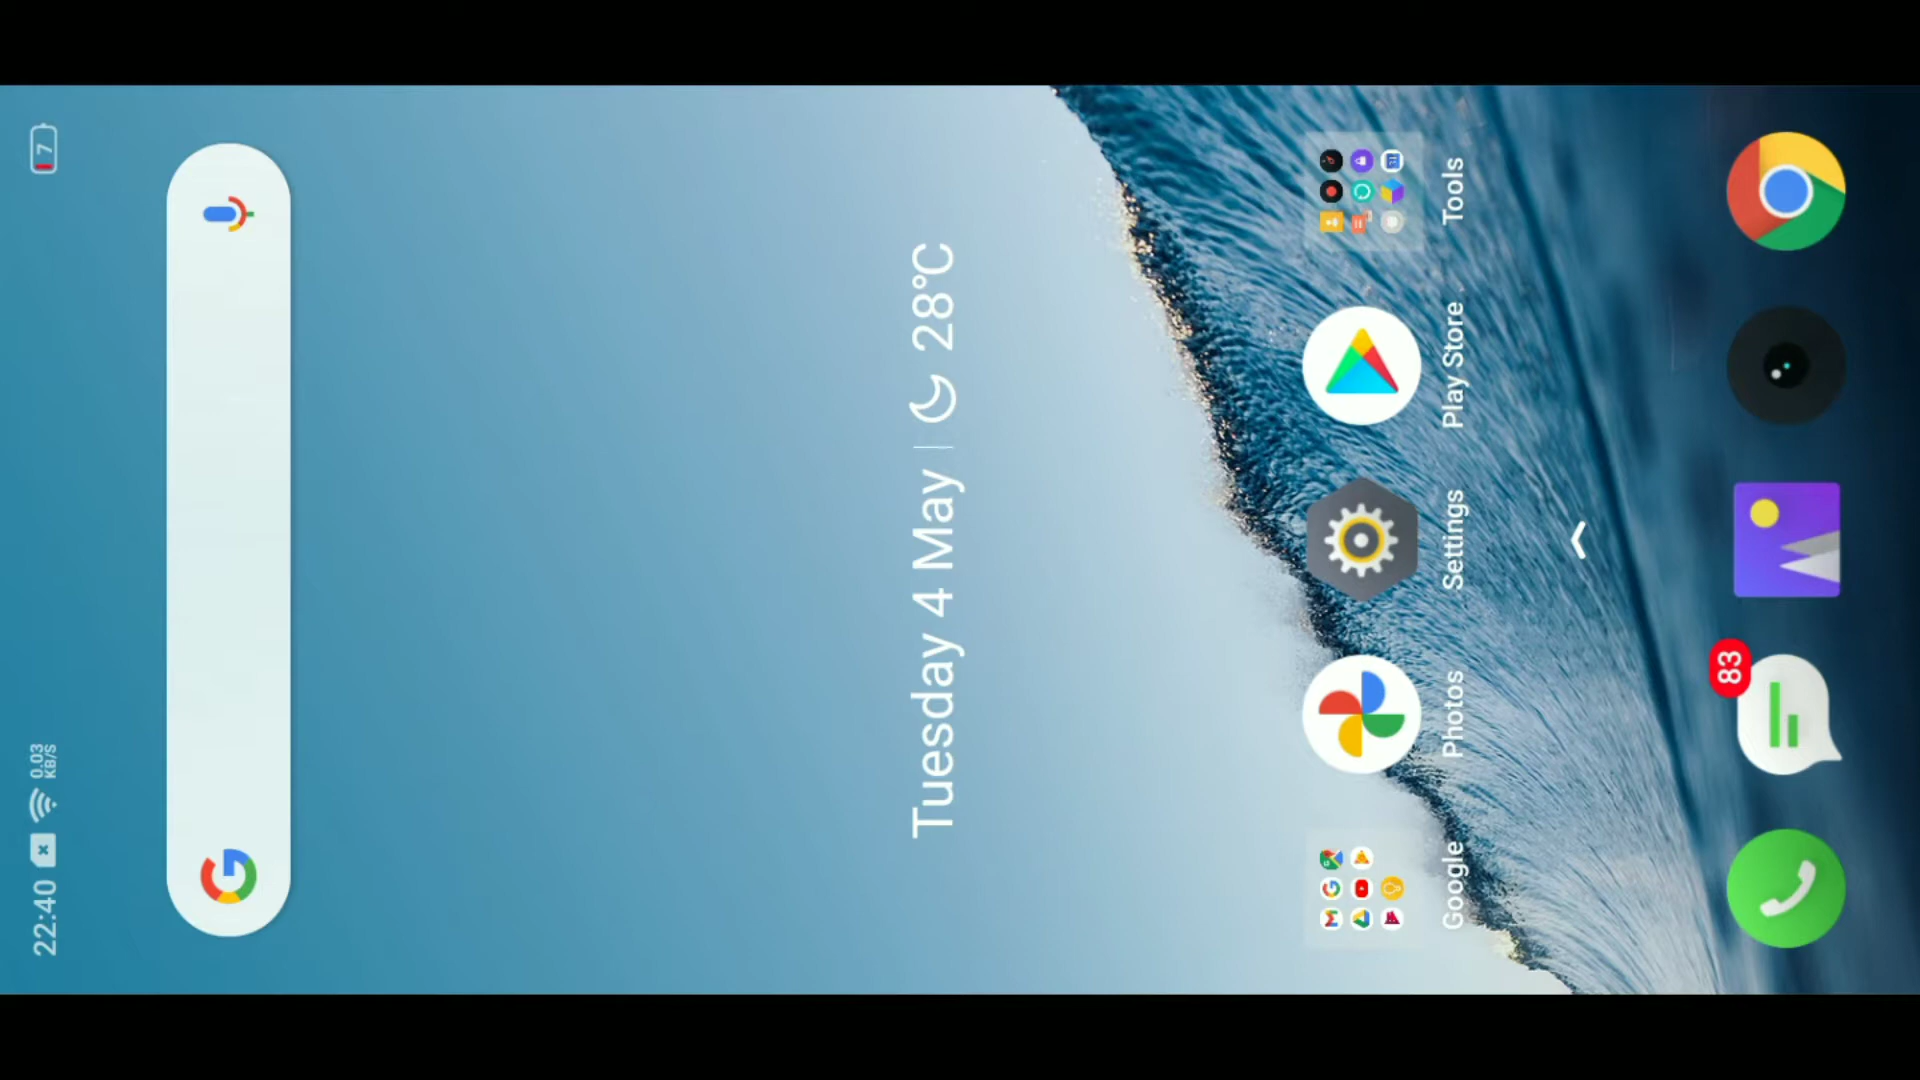 22:40
0.03
KB/S
7
Tuesday 4 May | 28°C
Google
Photos
Settings
Play Store
Tools
83